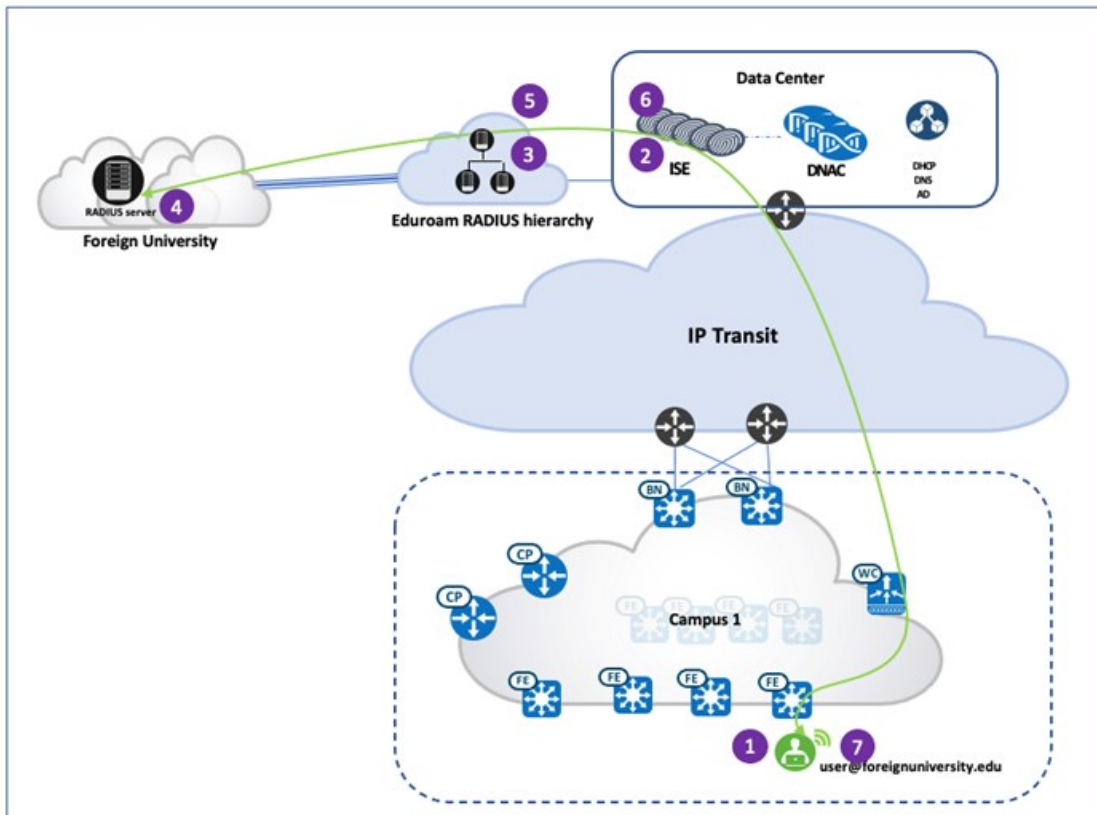 Data Center
5
6
3
2
ISE
DNAC
DHCP
DNS
AD
4
RADIUS server
Foreign University
Eduroam RADIUS hierarchy
IP Transit
BN
BN
CP
CP
WC
FE
FE
FE
FE
Campus 1
FE
FE
FE
FE
1
7
user@foreignuniversity.edu